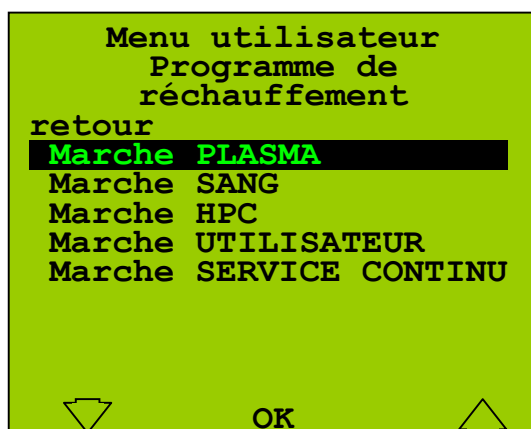 Menu utilisateur
Programme de
réchauffement
retour
Marche PLASMA
Marche SANG
Marche HPC
Marche UTILISATEUR
Marche SERVICE CONTINU
OK